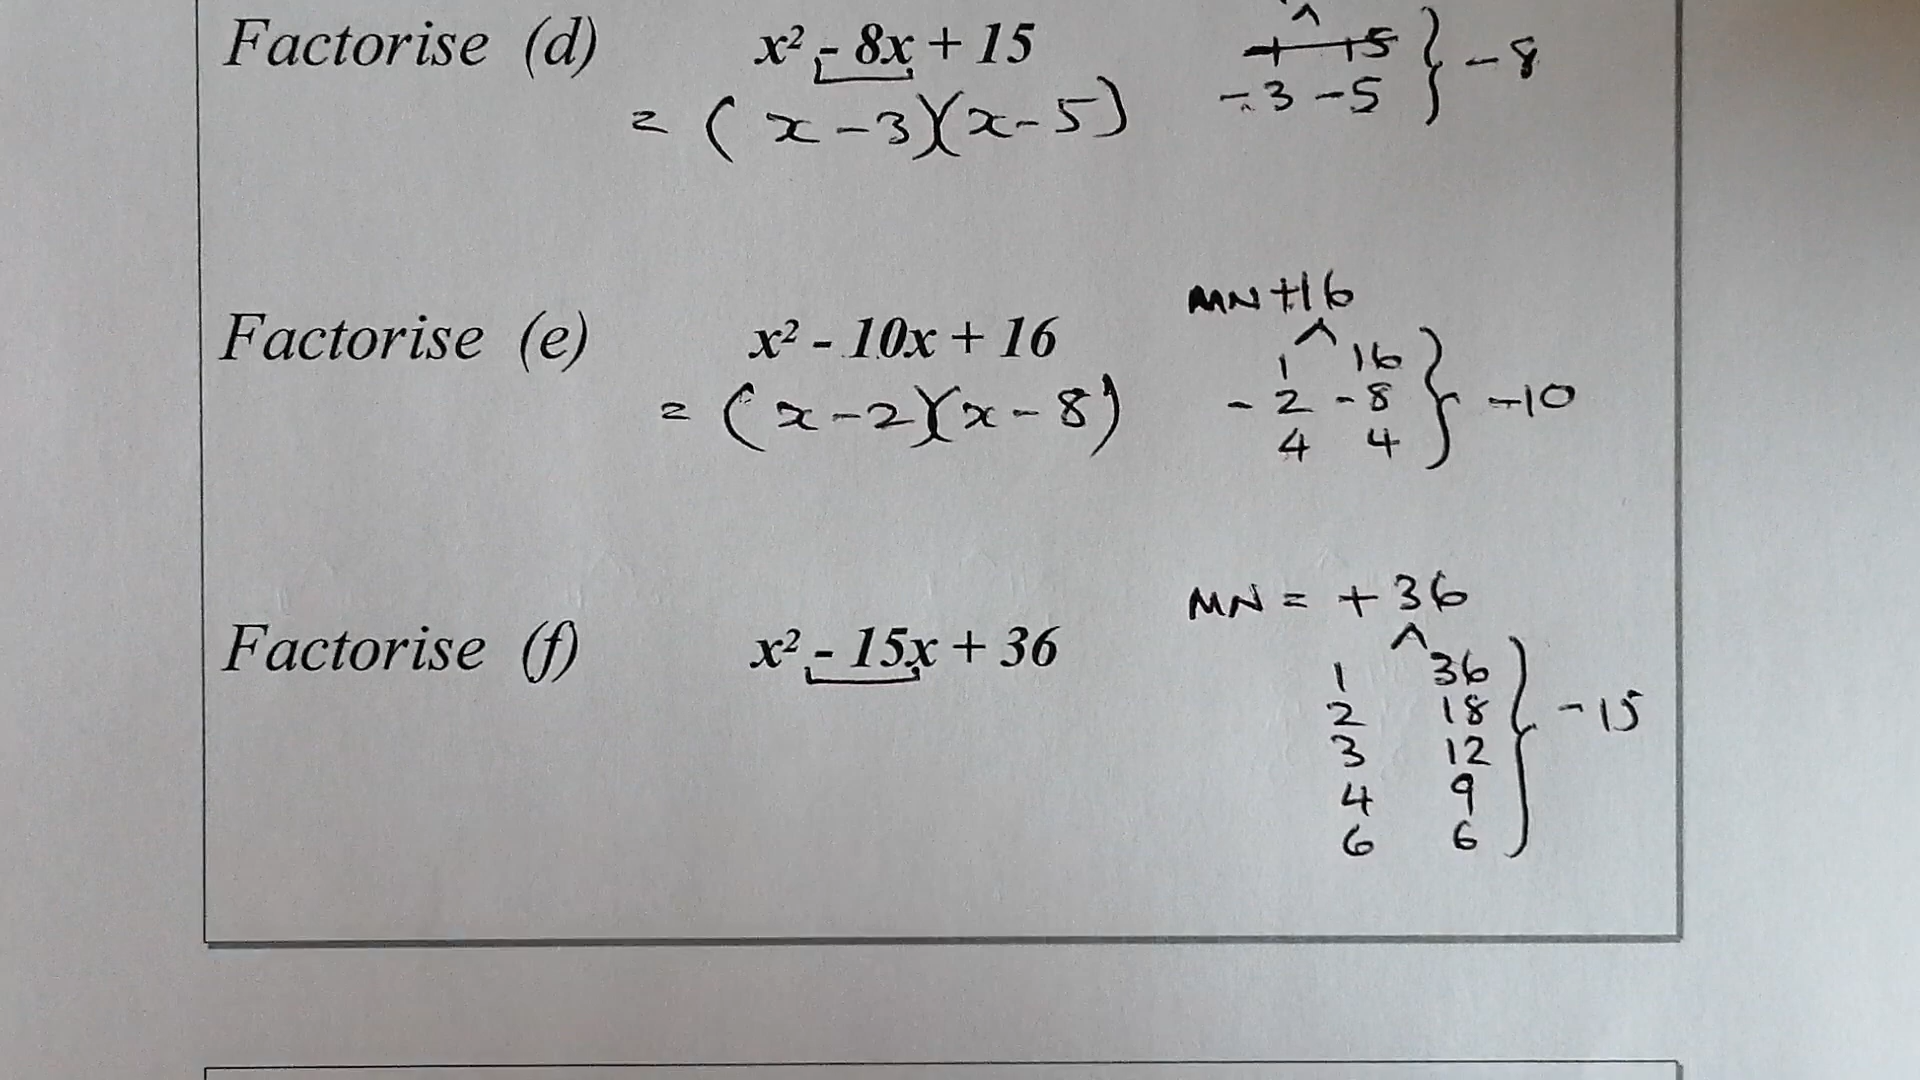 Factorise (d) x² - 8x + 15
= (x - 3)(x - 5)
1 15 } - 8
- 3 - 5
Factorise (e) x² - 10x + 16
= (x - 2)(x - 8)
MN +16
1 16
- 2 - 8 } - 10
4 4
Factorise (f) x² - 15x + 36
MN = + 36
1 36
2 18 } - 15
3 12
4 9
6 6